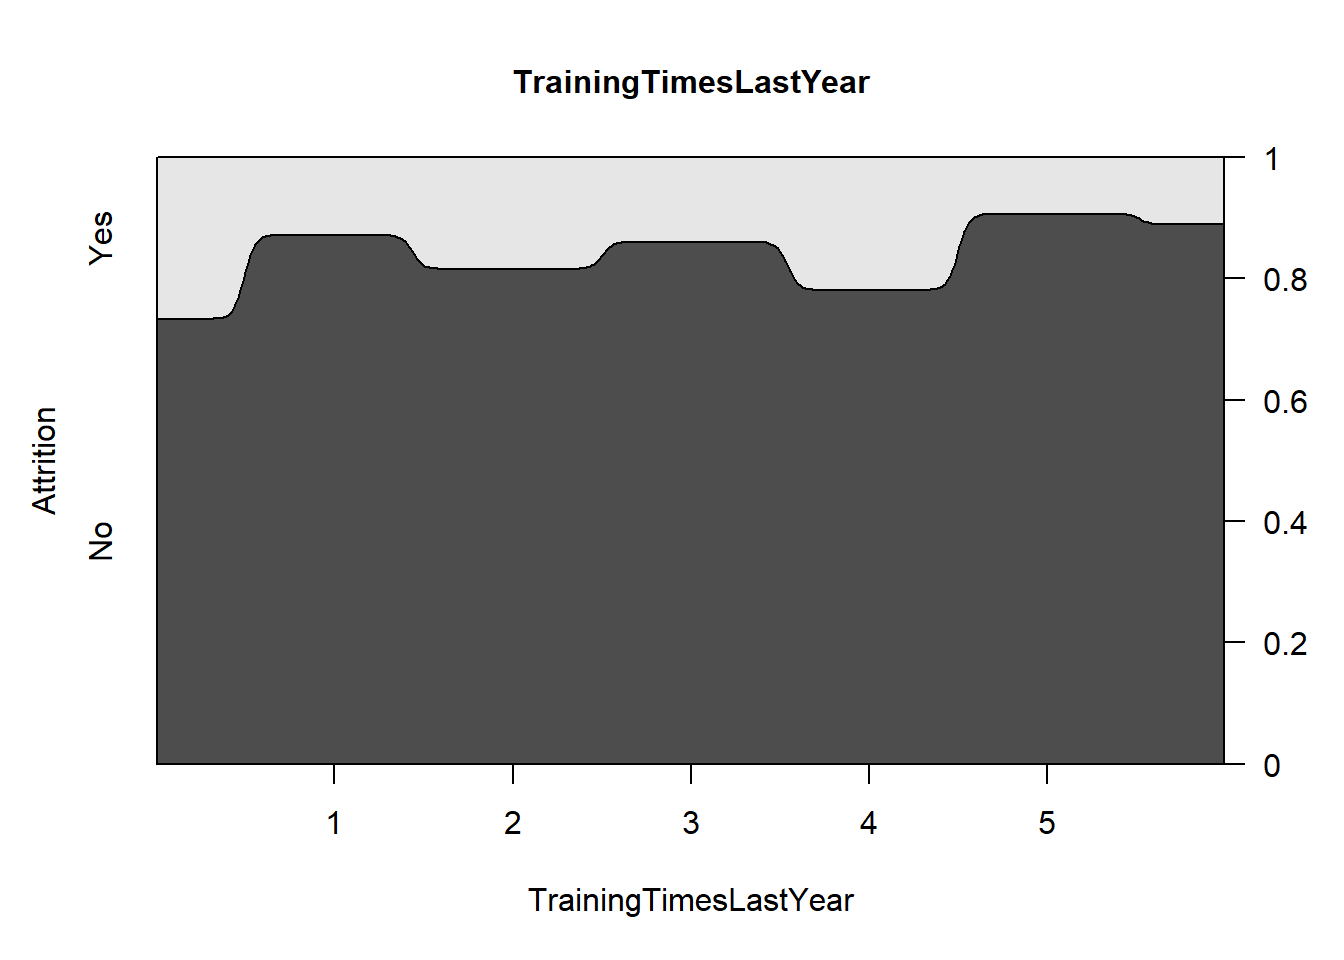 TrainingTimesLastYear
Yes
No
Attrition
1
0.8
0.6
0.4
0.2
0
1 2 3 4 5
TrainingTimesLastYear